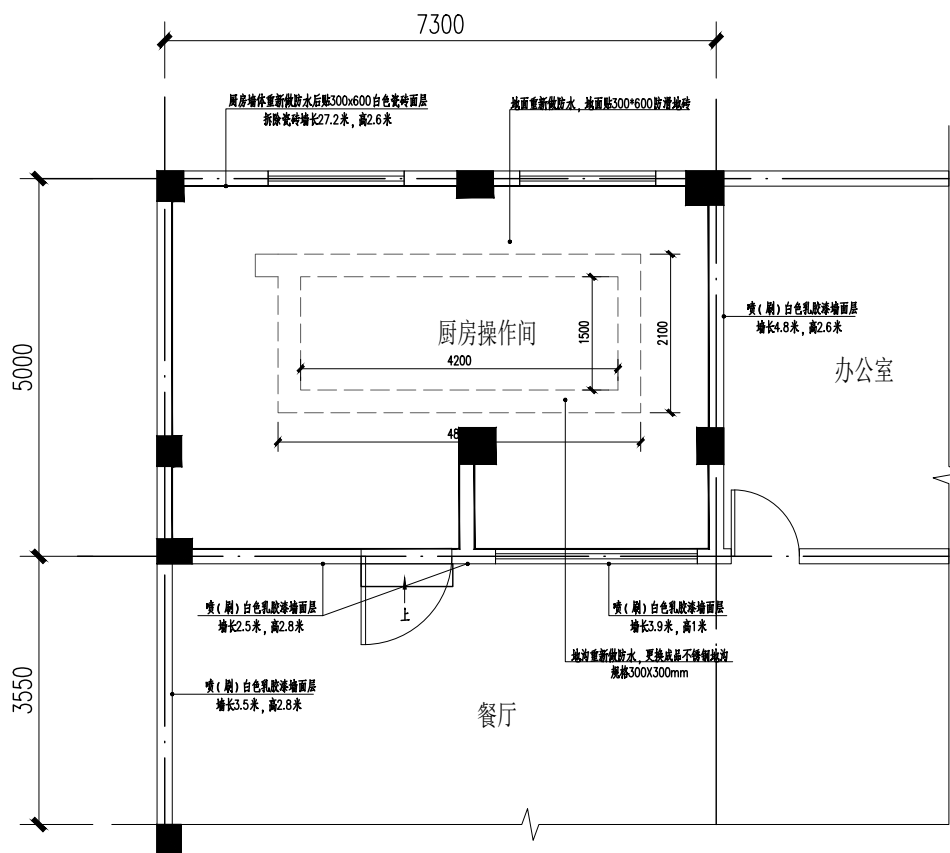 7300
厨房墙体重新做防水后贴300x600白色瓷砖面层
拆除瓷砖墙长27.2米，高2.6米
地面重新做防水，地面贴300*600防滑地砖
5000
厨房操作间
1500
2100
4200
喷（刷）白色乳胶漆墙面层
墙长4.8米，高2.6米
办公室
48
喷（刷）白色乳胶漆墙面层
墙长2.5米，高2.8米
上
喷（刷）白色乳胶漆墙面层
墙长3.9米，高1米
地沟重新做防水，更换成品不锈钢地沟
规格300X300mm
3550
喷（刷）白色乳胶漆墙面层
墙长3.5米，高2.8米
餐厅